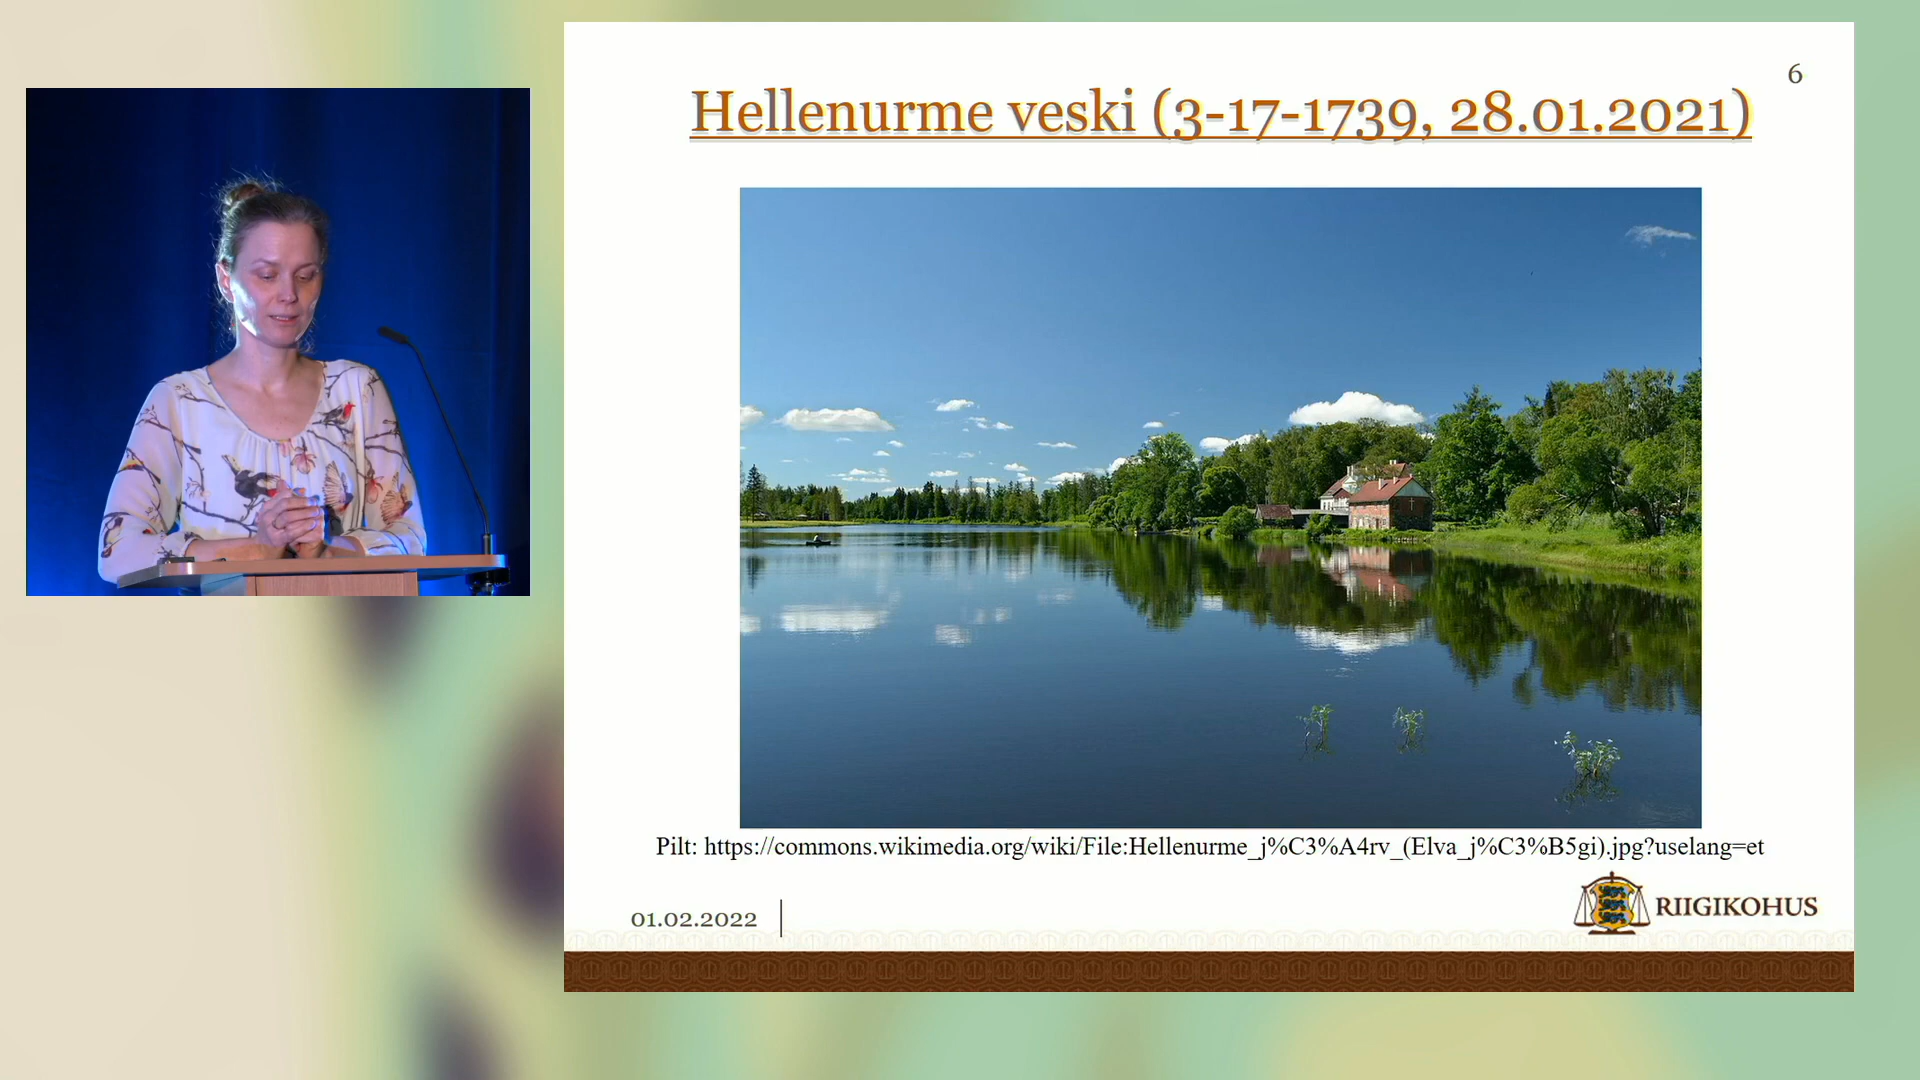 6
Hellenurme veski (3-17-1739, 28.01.2021)
Pilt: https://commons.wikimedia.org/wiki/File:Hellenurme_j%C3%A4rv_(Elva_j%C3%B5gi).jpg?uselang=et
01.02.2022
RIIGIKOHUS